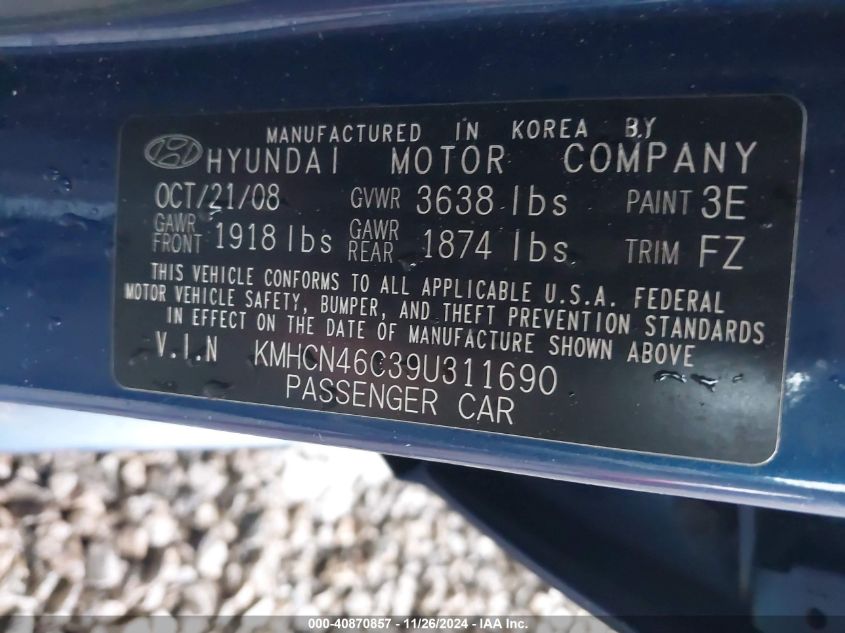 MANUFACTURED IN KOREA BY
HYUNDAI MOTOR COMPANY
OCT/21/08 GVWR 3638 lbs PAINT 3E
GAWR FRONT 1918 lbs GAWR REAR 1874 lbs TRIM FZ
THIS VEHICLE CONFORMS TO ALL APPLICABLE U.S.A. FEDERAL
MOTOR VEHICLE SAFETY, BUMPER, AND THEFT PREVENTION STANDARDS
IN EFFECT ON THE DATE OF MANUFACTURE SHOWN ABOVE
V.I.N KMHCN46C39U311690
PASSENGER CAR
000-40870857 - 11/26/2024 - IAAI Inc.